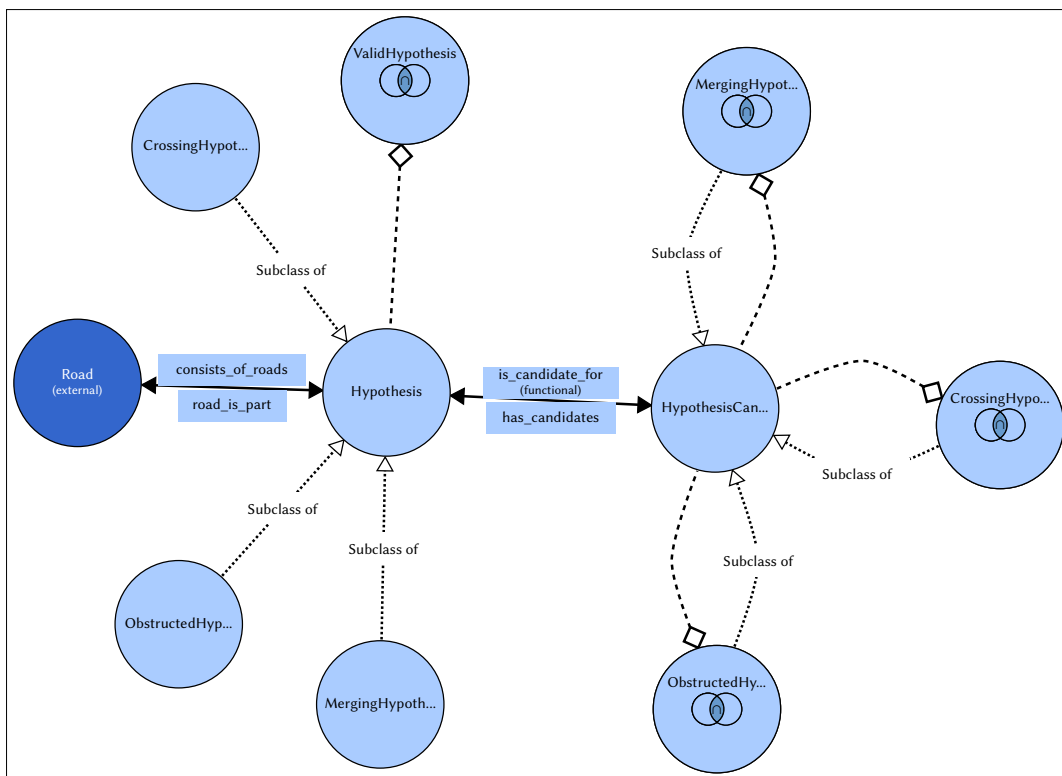 ValidHypothesis
∩
MergingHypot...
∩
CrossingHypot...
Subclass of
Subclass of
Road
(external)
consists_of_roads
road_is_part
Hypothesis
is_candidate_for
(functional)
has_candidates
HypothesisCan...
CrossingHypo...
∩
Subclass of
Subclass of
Subclass of
Subclass of
ObstructedHyp...
MergingHypoth...
ObstructedHy...
∩